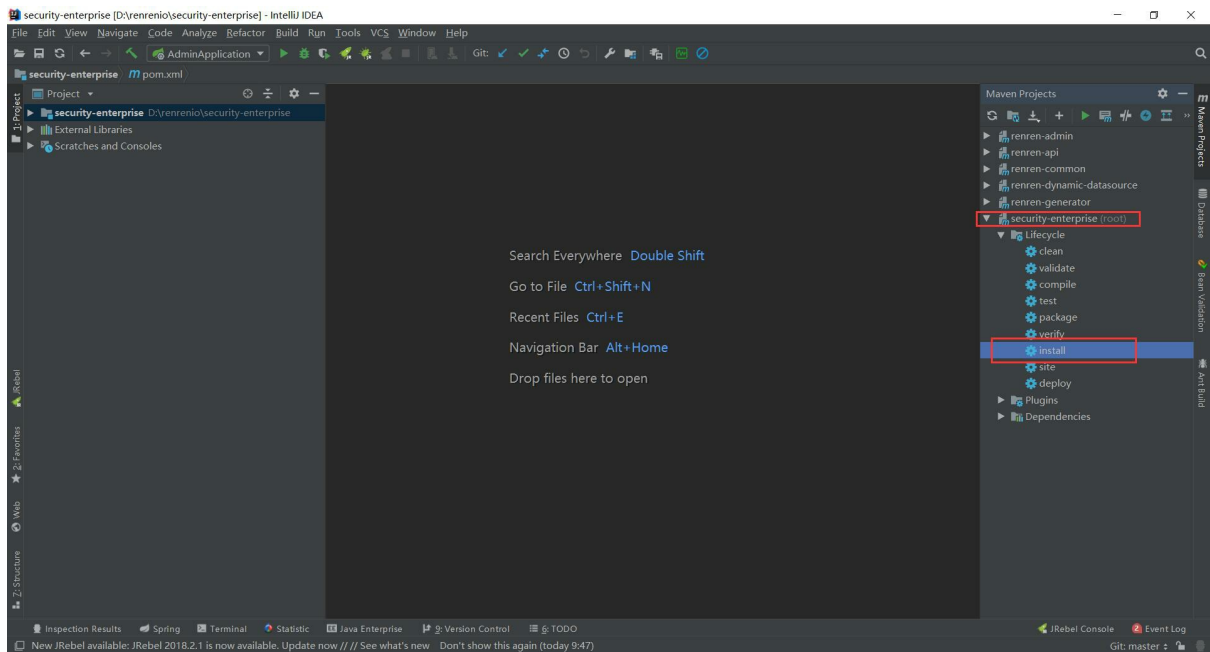 security-enterprise [D:\renrenio\security-enterprise] - IntelliJ IDEA
File Edit View Navigate Code Analyze Refactor Build Run Tools VCS Window Help
AdminApplication Git:
security-enterprise m pom.xml
1: Project
Project
security-enterprise D:\renrenio\security-enterprise
External Libraries
Scratches and Consoles
Search Everywhere Double Shift
Go to File Ctrl+Shift+N
Recent Files Ctrl+E
Navigation Bar Alt+Home
Drop files here to open
Maven Projects
renren-admin
renren-api
renren-common
renren-dynamic-datasource
renren-generator
security-enterprise (root)
Lifecycle
clean
validate
compile
test
package
verify
install
site
deploy
Plugins
Dependencies
m Maven Projects
Database
Bean Validation
Ant Build
JRebel
2: Favorites
Web
Z: Structure
Inspection Results Spring Terminal Statistic Java Enterprise 9: Version Control 6: TODO JRebel Console 2 Event Log
New JRebel available: JRebel 2018.2.1 is now available. Update now // // See what's new Don't show this again (today 9:47) Git: master